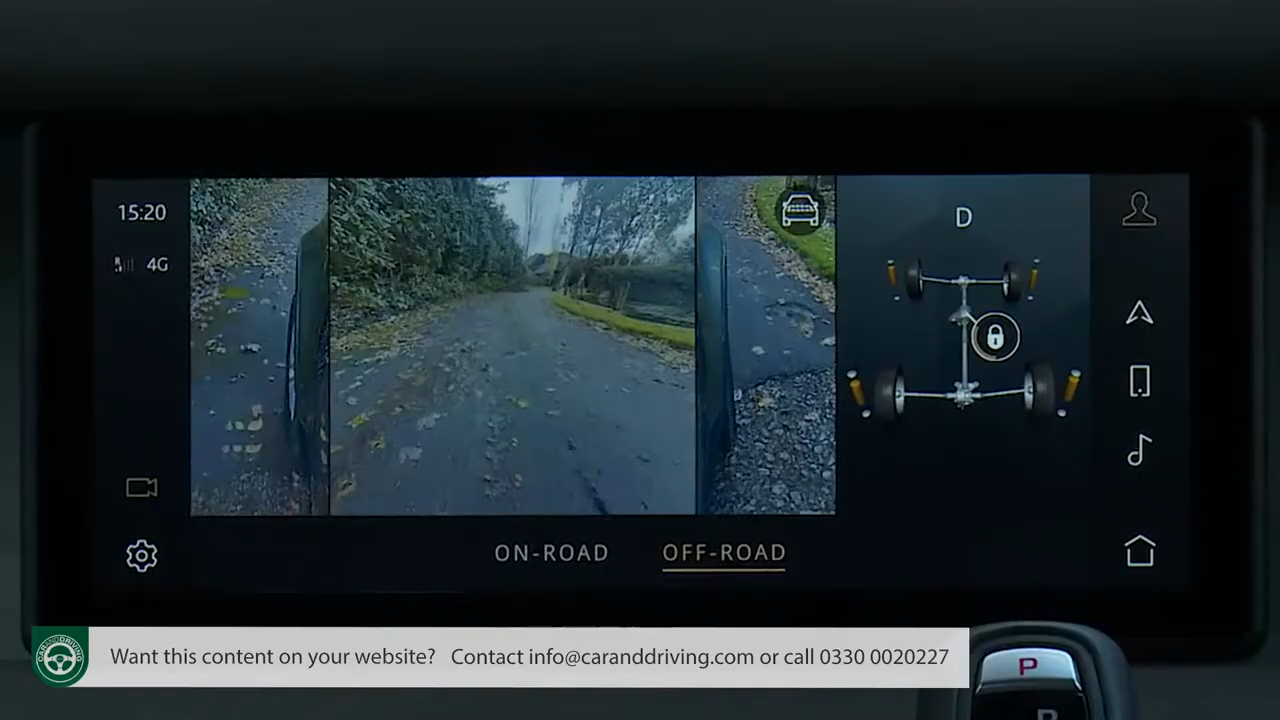 15:20
4G
D
ON-ROAD
OFF-ROAD
CARANDDRIVING
Want this content on your website? Contact info@caranddriving.com or call 0330 0020227
P
R